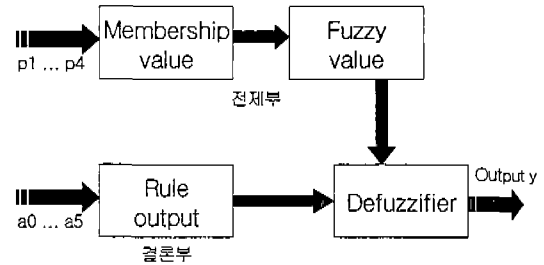 Membership
value
Fuzzy
value
p1 ... p4
전제부
Rule
output
Defuzzifier
Output y
a0 ... a5
결론부